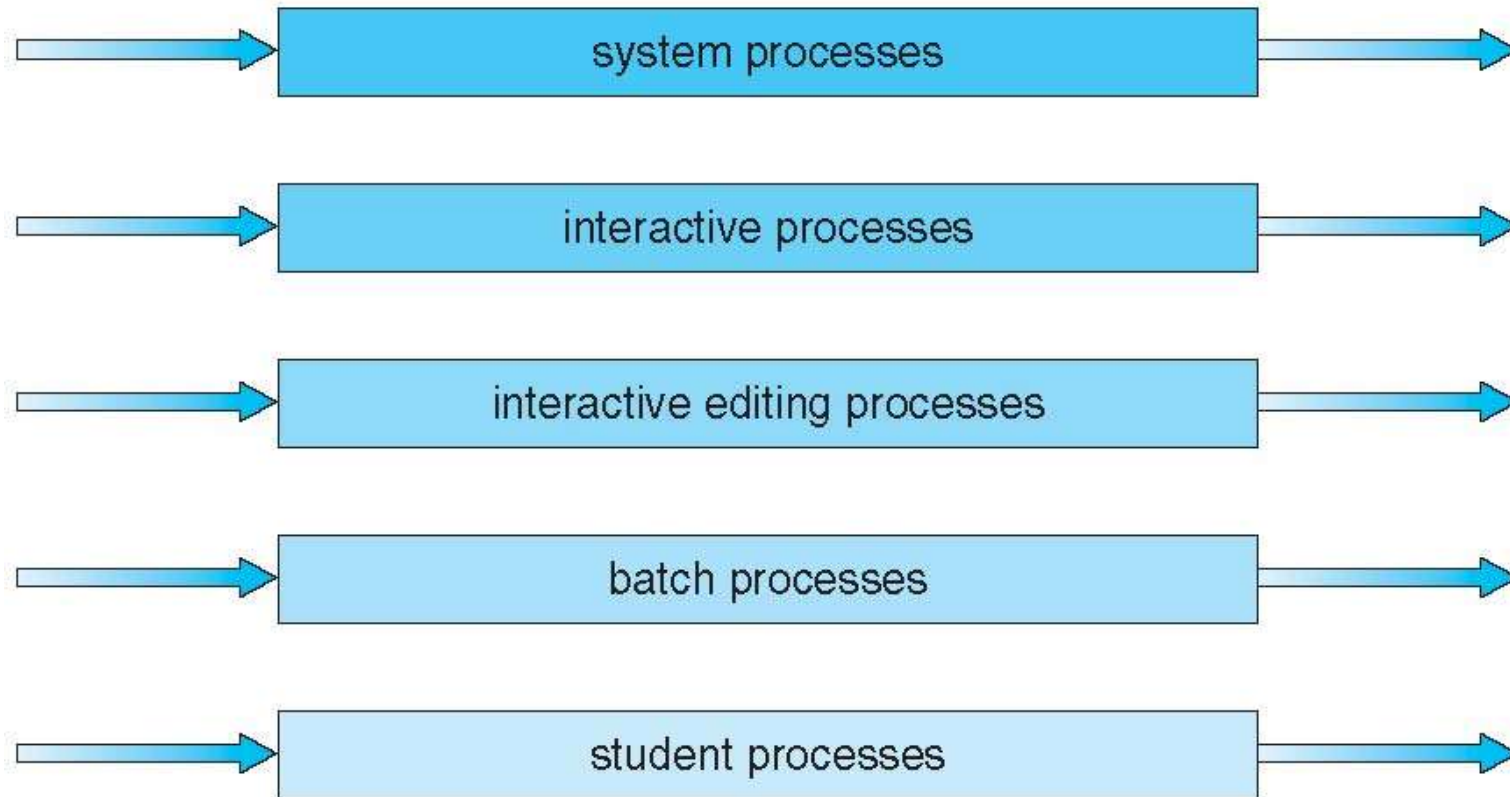 system processes
interactive processes
interactive editing processes
batch processes
student processes